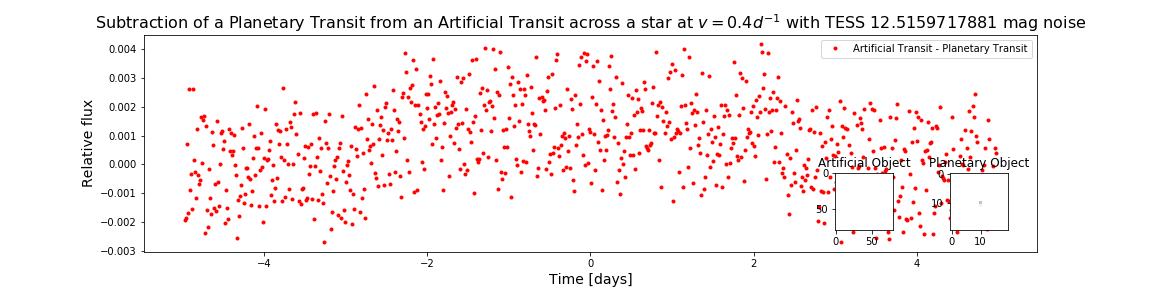 Subtraction of a Planetary Transit from an Artificial Transit across a star at v = 0.4d⁻¹ with TESS 12.5159717881 mag noise
Artificial Transit - Planetary Transit
Relative flux
0.004
0.003
0.002
0.001
0.000
−0.001
−0.002
−0.003
Artificial Object
0
50
0 50
Planetary Object
0
10
0 10
−4 −2 0 2 4
Time [days]